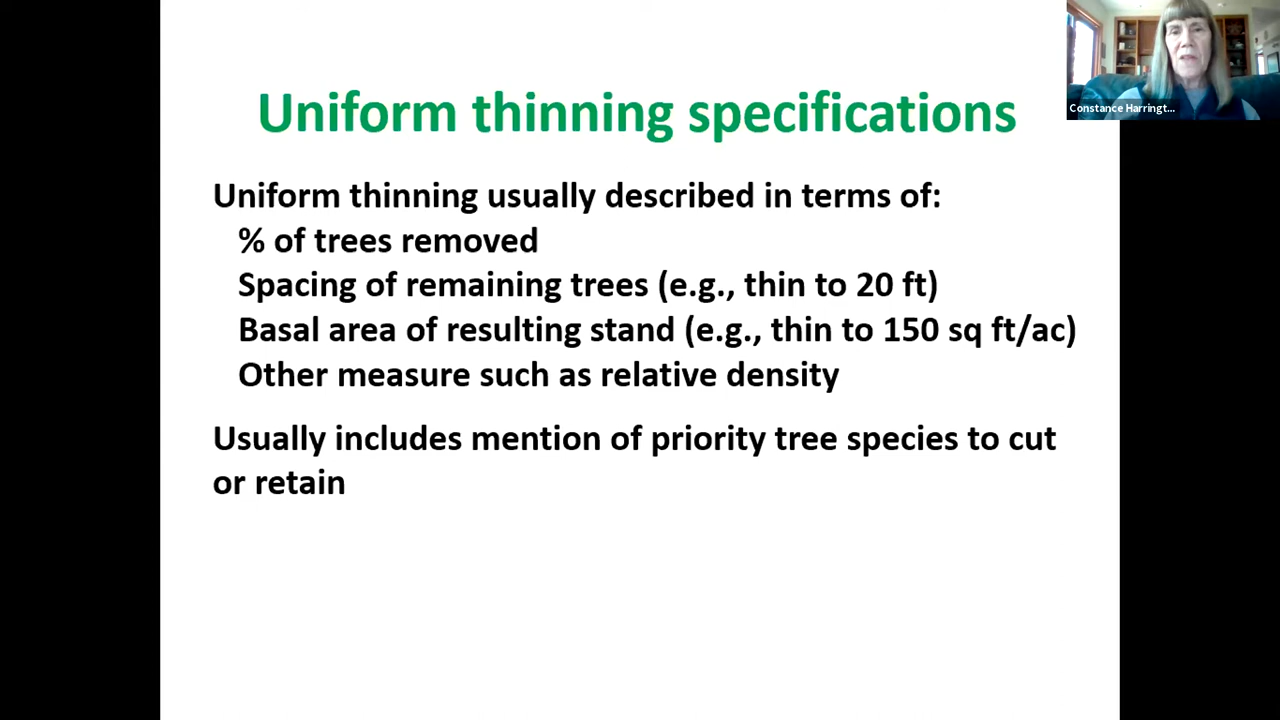 Uniform thinning specifications
Constance Harringt...
Uniform thinning usually described in terms of:
% of trees removed
Spacing of remaining trees (e.g., thin to 20 ft)
Basal area of resulting stand (e.g., thin to 150 sq ft/ac)
Other measure such as relative density
Usually includes mention of priority tree species to cut
or retain